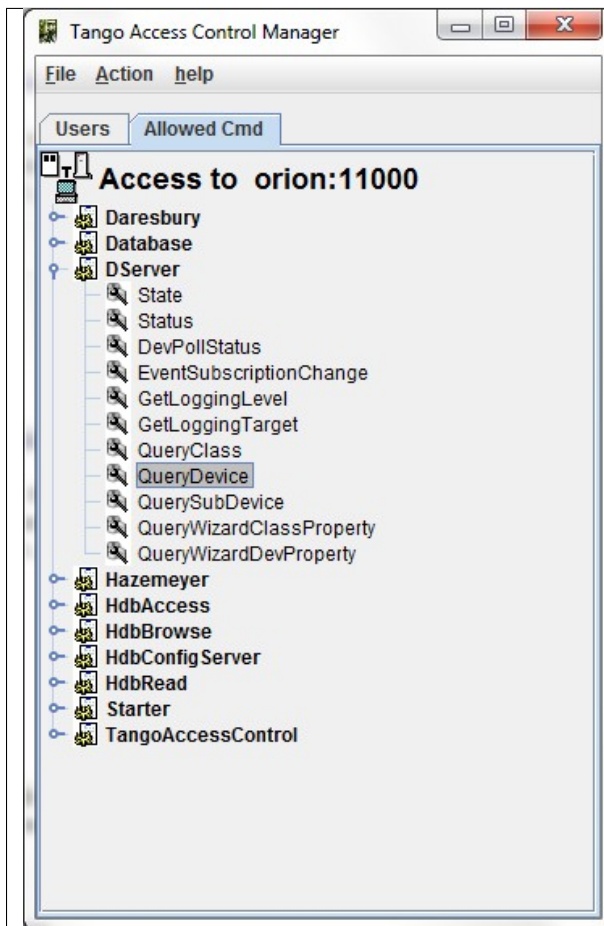 Tango Access Control Manager
File Action help
Users Allowed Cmd
Access to orion:11000
Daresbury
Database
DServer
State
Status
DevPollStatus
EventSubscriptionChange
GetLoggingLevel
GetLoggingTarget
QueryClass
QueryDevice
QuerySubDevice
QueryWizardClassProperty
QueryWizardDevProperty
Hazemeyer
HdbAccess
HdbBrowse
HdbConfigServer
HdbRead
Starter
TangoAccessControl